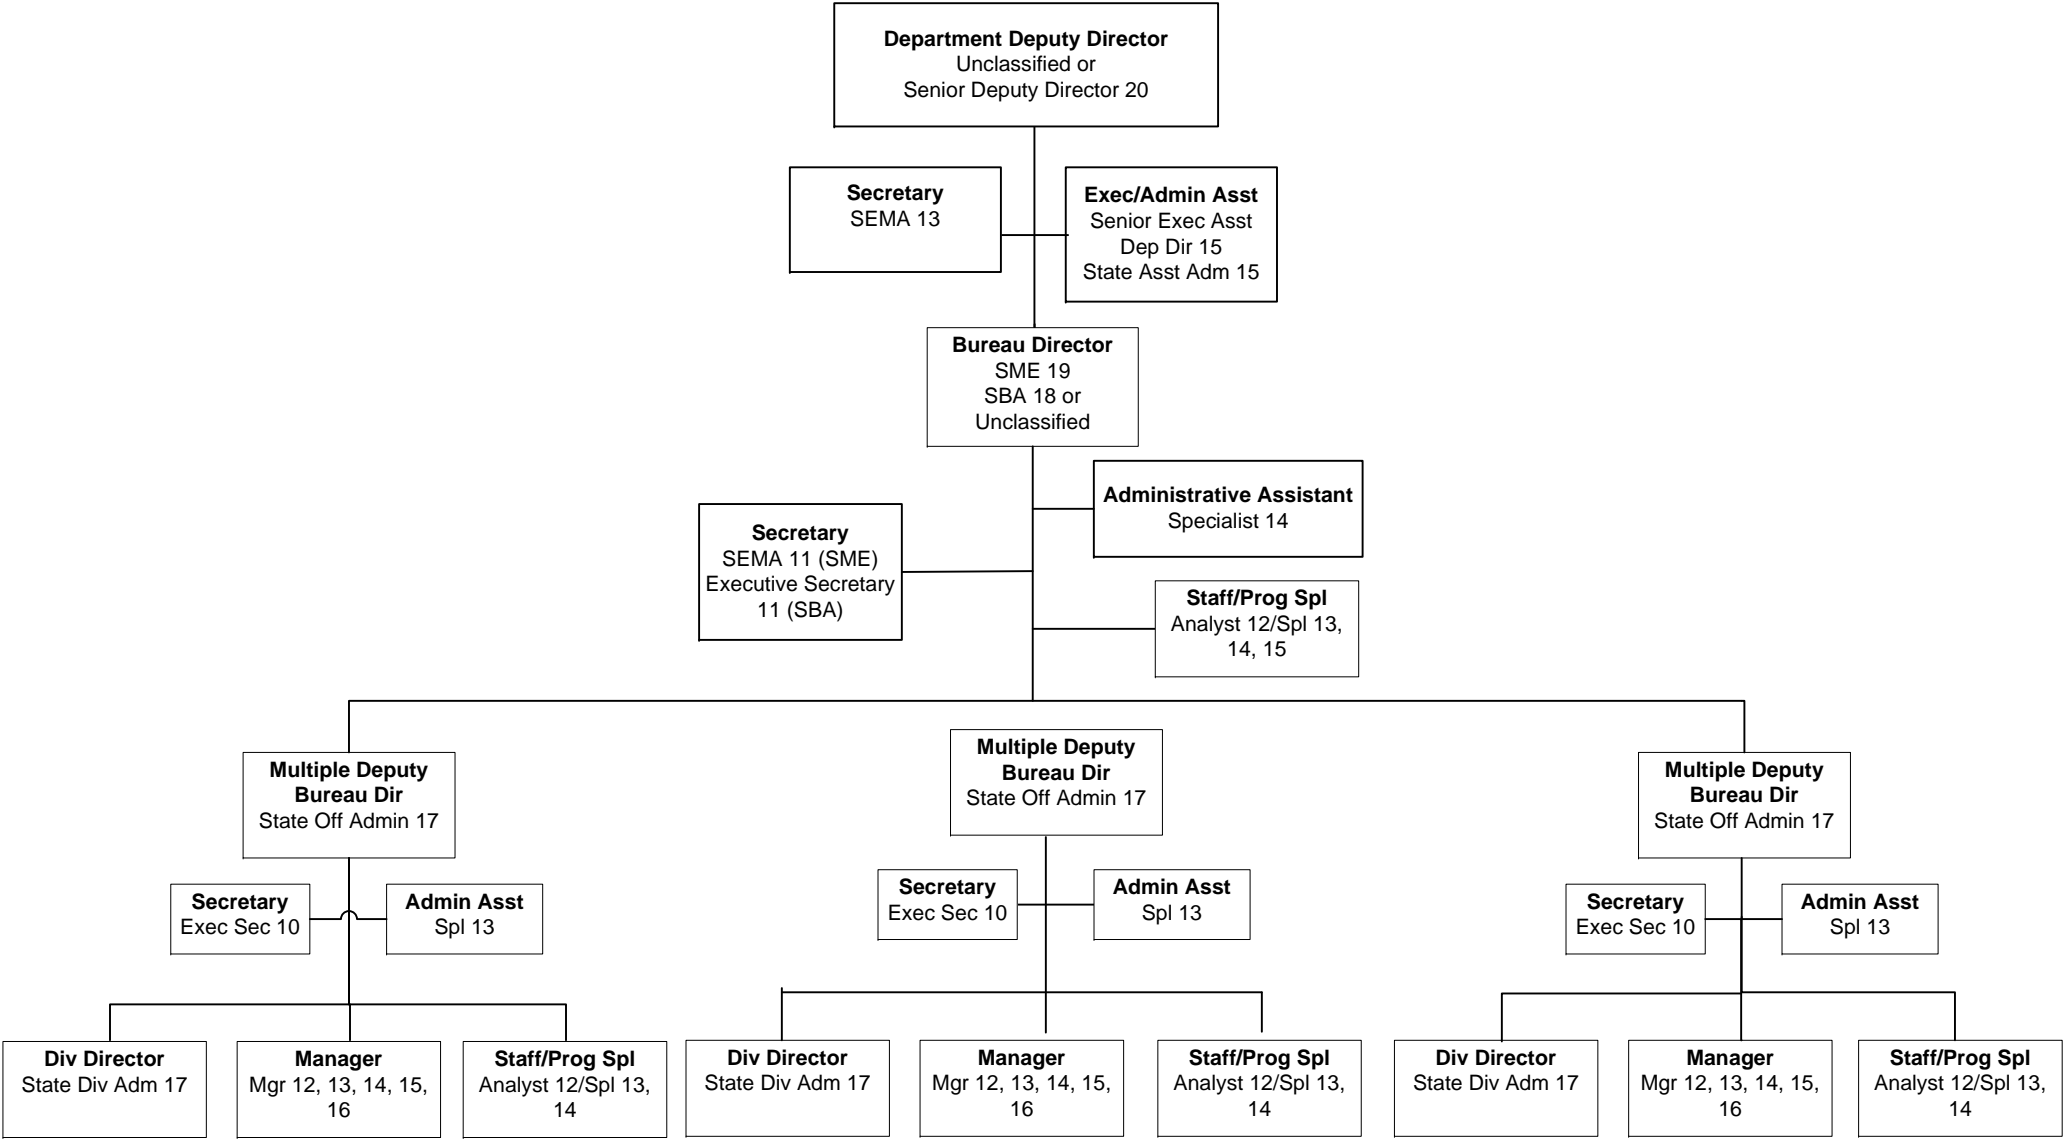 Department Deputy Director
Unclassified or
Senior Deputy Director 20
Secretary
SEMA 13
Exec/Admin Asst
Senior Exec Asst
Dep Dir 15
State Asst Adm 15
Bureau Director
SME 19
SBA 18 or
Unclassified
Administrative Assistant
Specialist 14
Secretary
SEMA 11 (SME)
Executive Secretary
11 (SBA)
Staff/Prog Spl
Analyst 12/Spl 13,
14, 15
Multiple Deputy
Bureau Dir
State Off Admin 17
Multiple Deputy
Bureau Dir
State Off Admin 17
Multiple Deputy
Bureau Dir
State Off Admin 17
Secretary
Exec Sec 10
Admin Asst
Spl 13
Secretary
Exec Sec 10
Admin Asst
Spl 13
Secretary
Exec Sec 10
Admin Asst
Spl 13
Div Director
State Div Adm 17
Manager
Mgr 12, 13, 14, 15,
16
Staff/Prog Spl
Analyst 12/Spl 13,
14
Div Director
State Div Adm 17
Manager
Mgr 12, 13, 14, 15,
16
Staff/Prog Spl
Analyst 12/Spl 13,
14
Div Director
State Div Adm 17
Manager
Mgr 12, 13, 14, 15,
16
Staff/Prog Spl
Analyst 12/Spl 13,
14